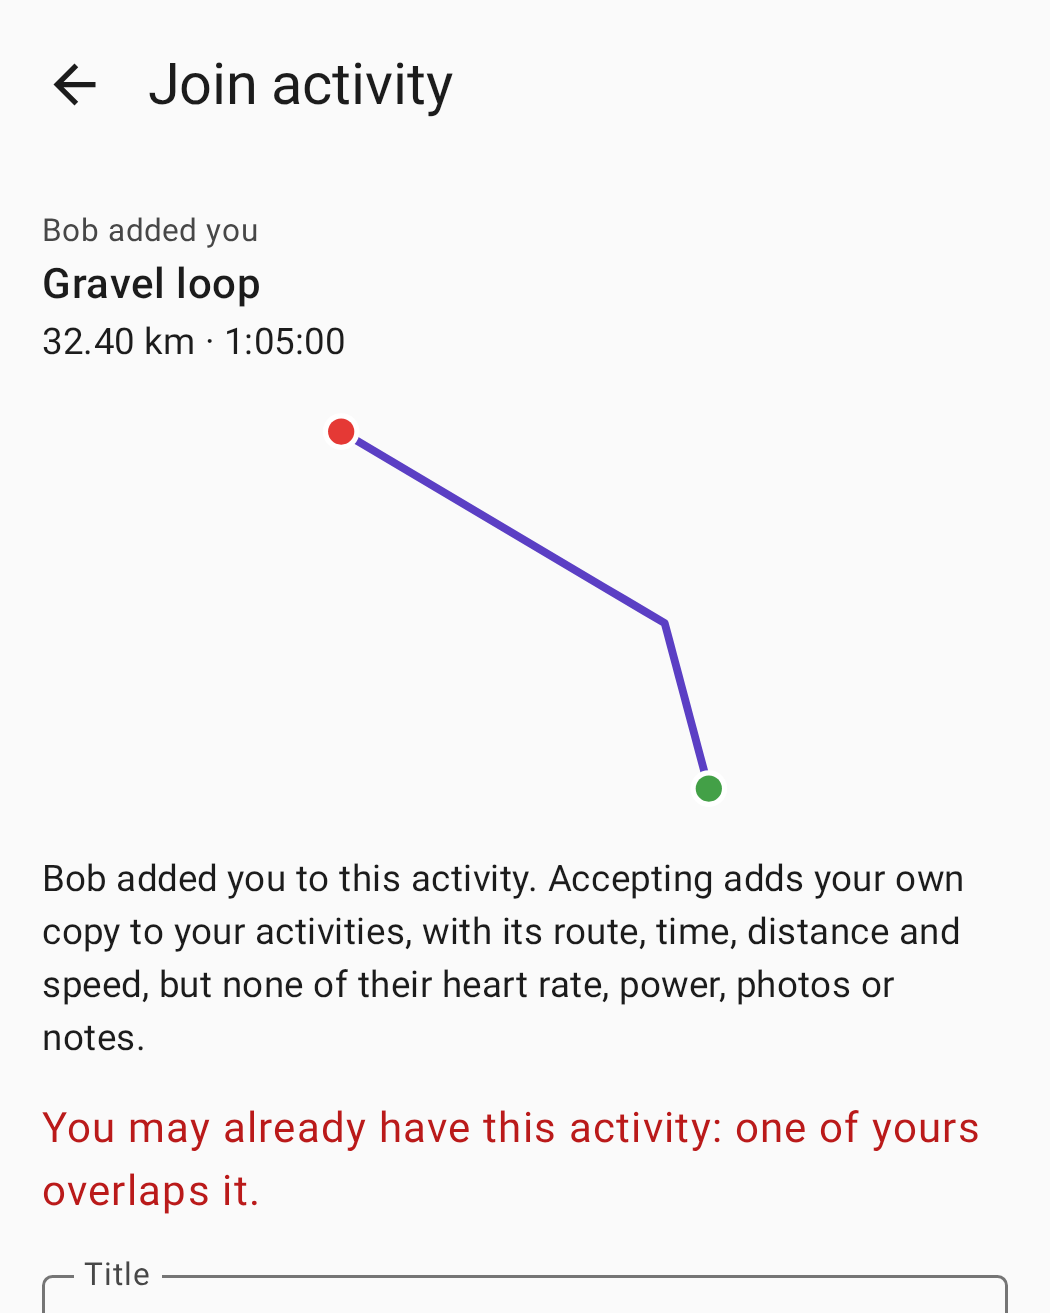 Join activity
Bob added you
Gravel loop
32.40 km · 1:05:00
Bob added you to this activity. Accepting adds your own
copy to your activities, with its route, time, distance and
speed, but none of their heart rate, power, photos or
notes.
You may already have this activity: one of yours
overlaps it.
Title